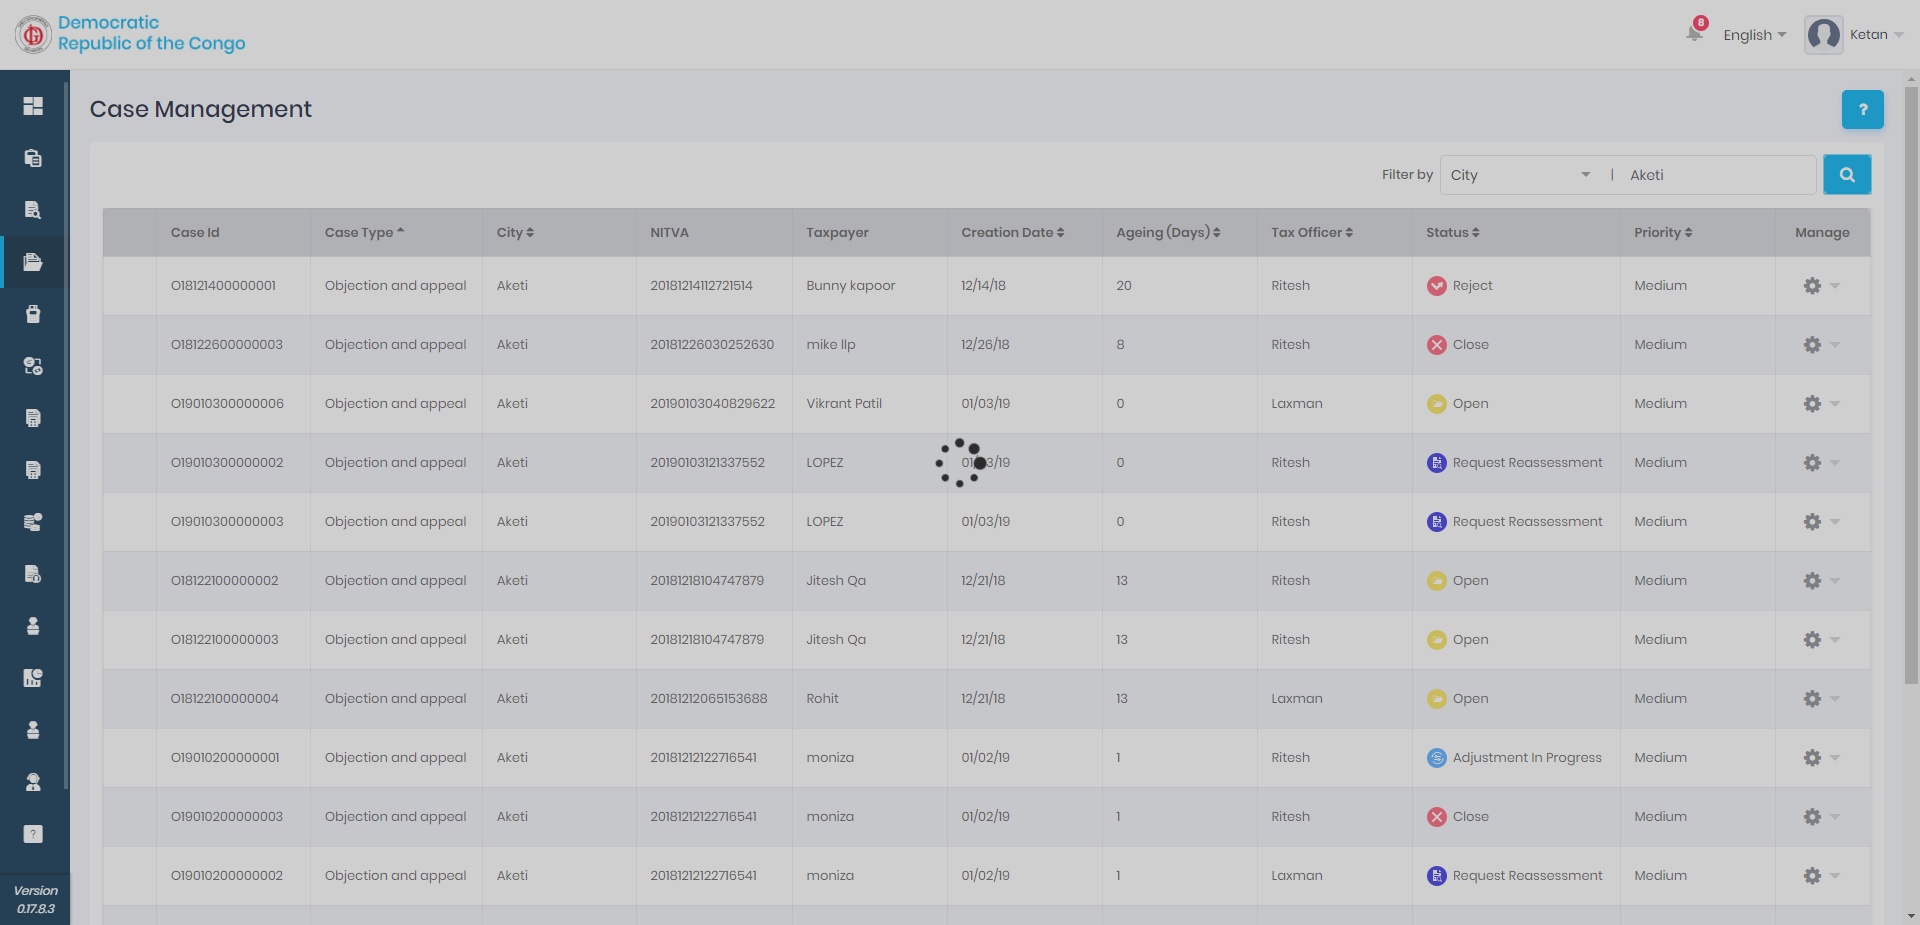 Democratic
Republic of the Congo
8
English
Ketan
Case Management
?
Filter by City | Aketi
Case Id Case Type City NITVA Taxpayer Creation Date Ageing (Days) Tax Officer Status Priority Manage
O18121400000001 Objection and appeal Aketi 20181214112721514 Bunny kapoor 12/14/18 20 Ritesh Reject Medium
O18122600000003 Objection and appeal Aketi 20181226030252630 mike llp 12/26/18 8 Ritesh Close Medium
O19010300000006 Objection and appeal Aketi 20190103040829622 Vikrant Patil 01/03/19 0 Laxman Open Medium
O19010300000002 Objection and appeal Aketi 20190103121337552 LOPEZ 01/03/19 0 Ritesh Request Reassessment Medium
O19010300000003 Objection and appeal Aketi 20190103121337552 LOPEZ 01/03/19 0 Ritesh Request Reassessment Medium
O18122100000002 Objection and appeal Aketi 20181218104747879 Jitesh Qa 12/21/18 13 Ritesh Open Medium
O18122100000003 Objection and appeal Aketi 20181218104747879 Jitesh Qa 12/21/18 13 Ritesh Open Medium
O18122100000004 Objection and appeal Aketi 20181212065153688 Rohit 12/21/18 13 Laxman Open Medium
O19010200000001 Objection and appeal Aketi 20181212122716541 moniza 01/02/19 1 Ritesh Adjustment In Progress Medium
O19010200000003 Objection and appeal Aketi 20181212122716541 moniza 01/02/19 1 Ritesh Close Medium
O19010200000002 Objection and appeal Aketi 20181212122716541 moniza 01/02/19 1 Laxman Request Reassessment Medium
?
Version
0.17.8.3